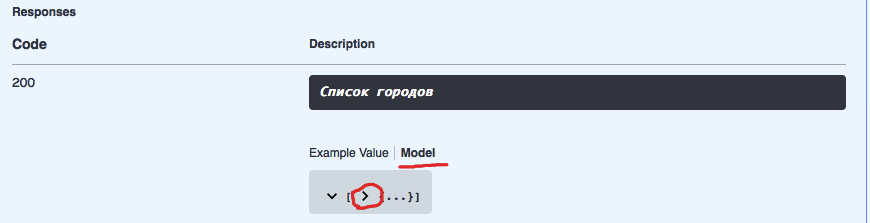 Responses
Code Description
200 Список городов
Example Value Model
[ {...}]